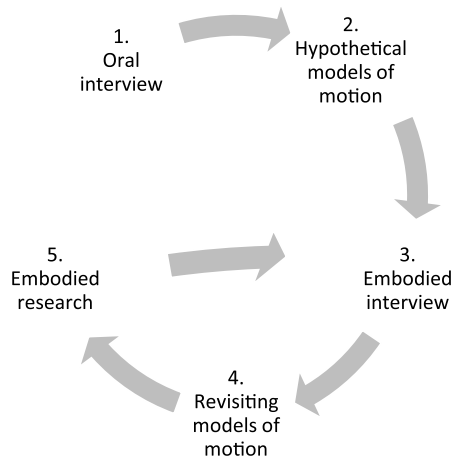 1.
Oral
interview
2.
Hypothetical
models of
motion
3.
Embodied
interview
4.
Revisiting
models of
motion
5.
Embodied
research